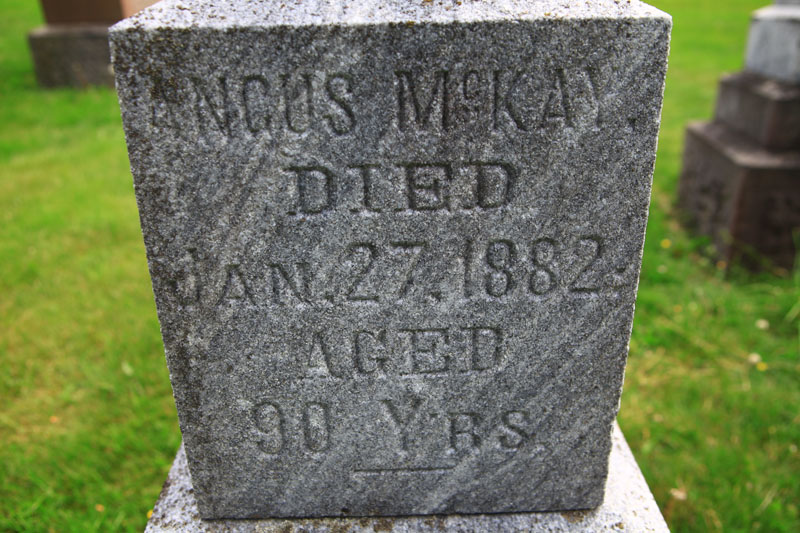 ANGUS McKAY.
DIED
JAN. 27, 1882.
AGED
90 YRS.